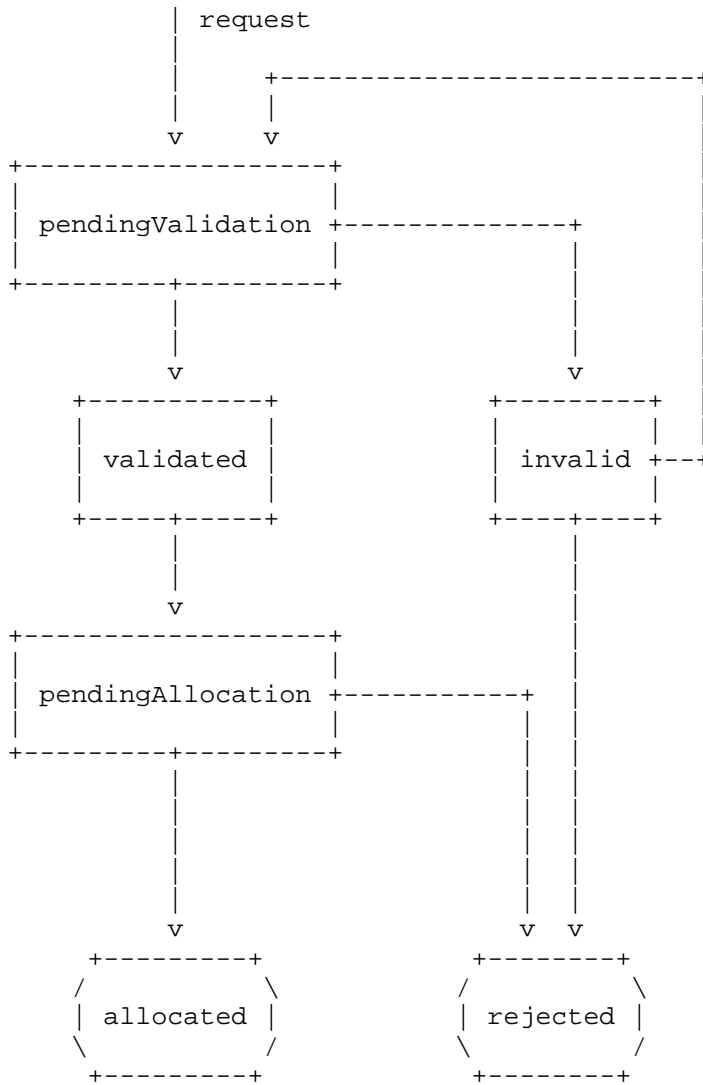 request
pendingValidation
validated
invalid
pendingAllocation
allocated
rejected